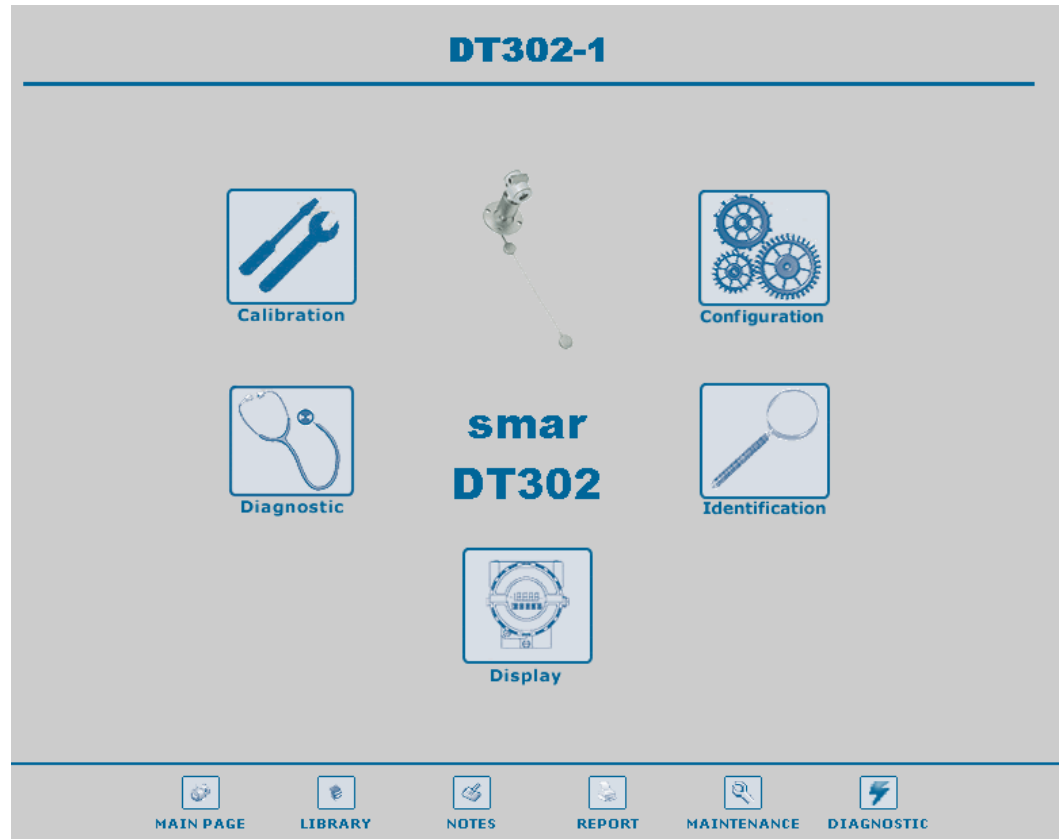 DT302-1
Calibration
Configuration
smar
DT302
Diagnostic
Identification
Display
MAIN PAGE
LIBRARY
NOTES
REPORT
MAINTENANCE
DIAGNOSTIC